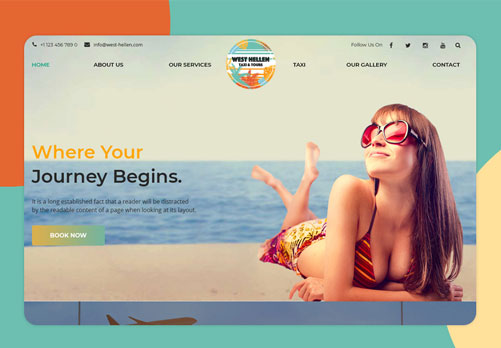 +1 123 456 789 0 info@west-hellen.com Follow Us On
HOME ABOUT US OUR SERVICES TAXI OUR GALLERY CONTACT
WEST HELLEN
TAXI & TOURS
Where Your
Journey Begins.
It is a long established fact that a reader will be illstracted
by the readable content of a page when looking at its layout
BOOK NOW